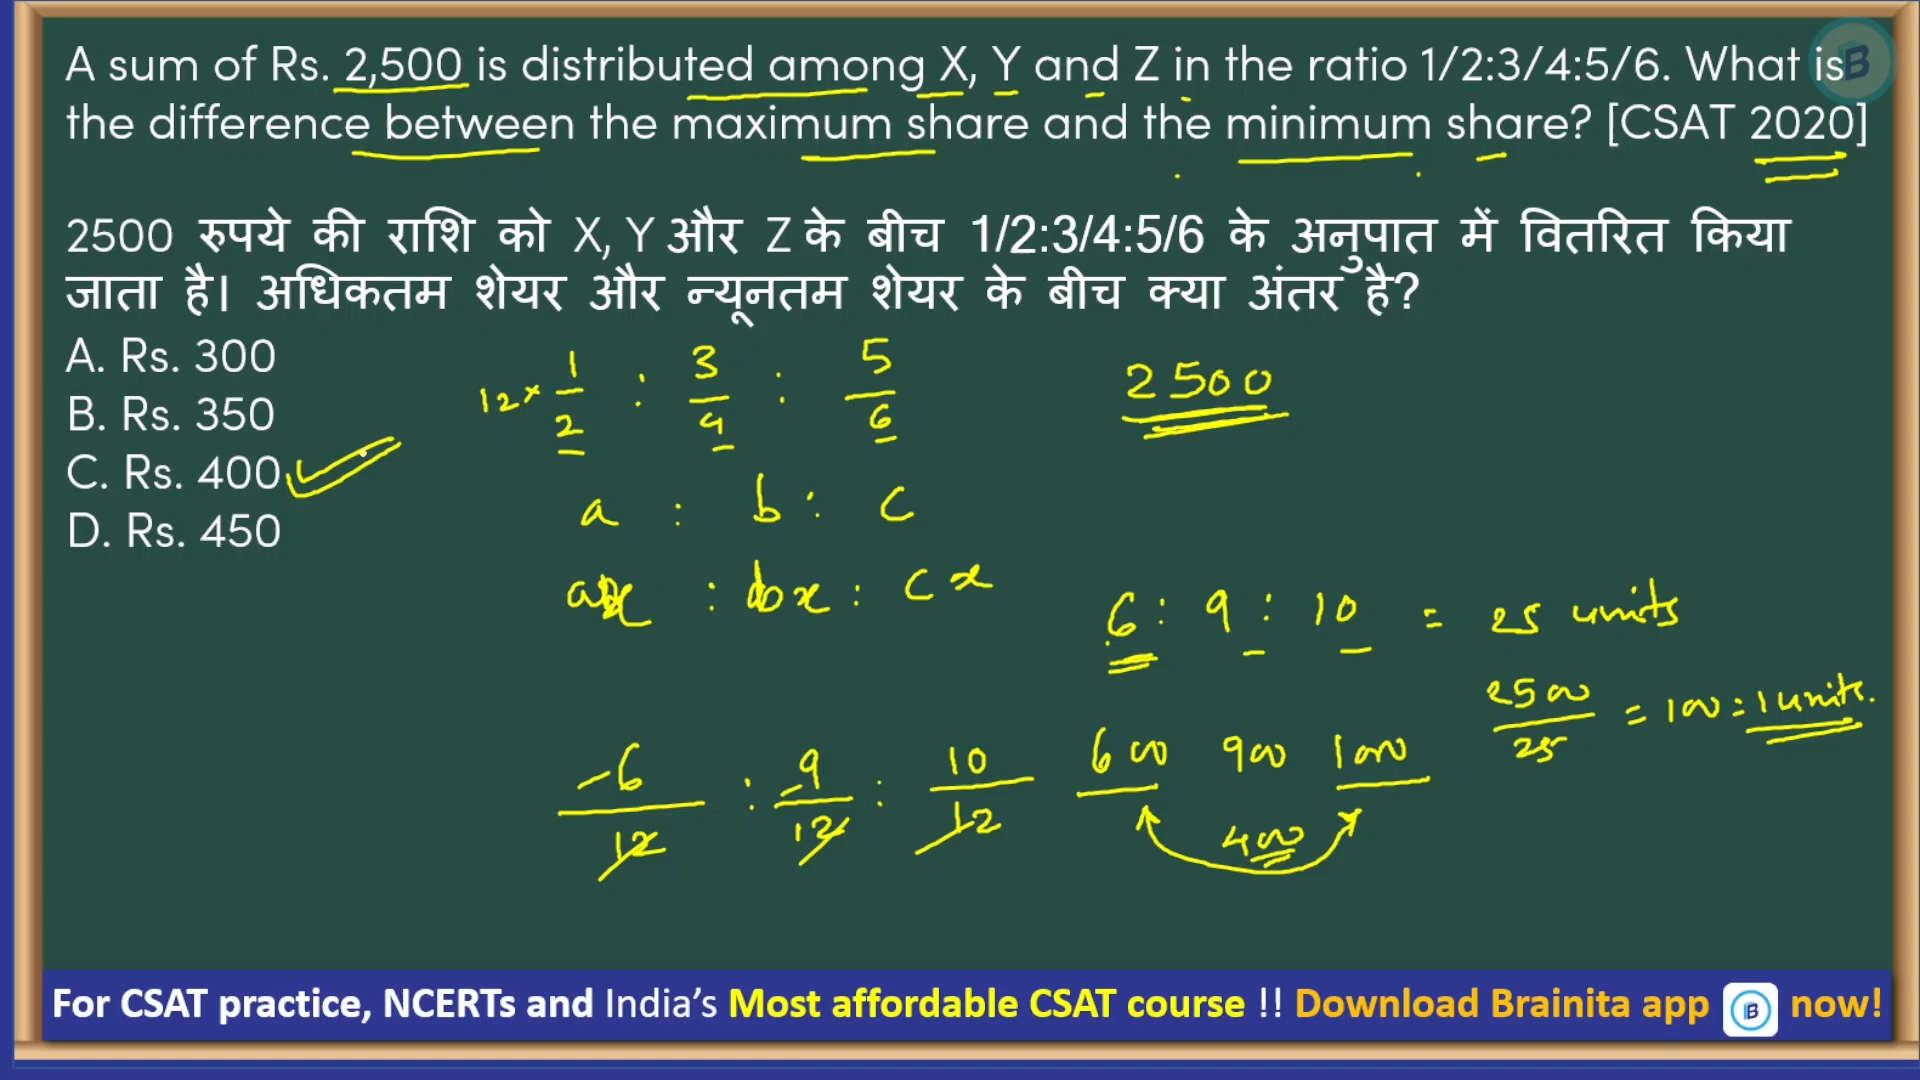 A sum of Rs. 2,500 is distributed among X, Y and Z in the ratio 1/2:3/4:5/6. What is
the difference between the maximum share and the minimum share? [CSAT 2020]
2500 रुपये की राशि को X, Y और Z के बीच 1/2:3/4:5/6 के अनुपात में वितरित किया
जाता है। अधिकतम शेयर और न्यूनतम शेयर के बीच क्या अंतर है?
A. Rs. 300
B. Rs. 350
C. Rs. 400
D. Rs. 450
12 × 1/2 : 3/4 : 5/6
2500
a : b : c
ax : bx : cx
6 : 9 : 10 = 25 units
2500/25 = 100 = 1 units.
6/12 : 9/12 : 10/12
600 900 1000
400
For CSAT practice, NCERTs and India's Most affordable CSAT course !! Download Brainita app B now!